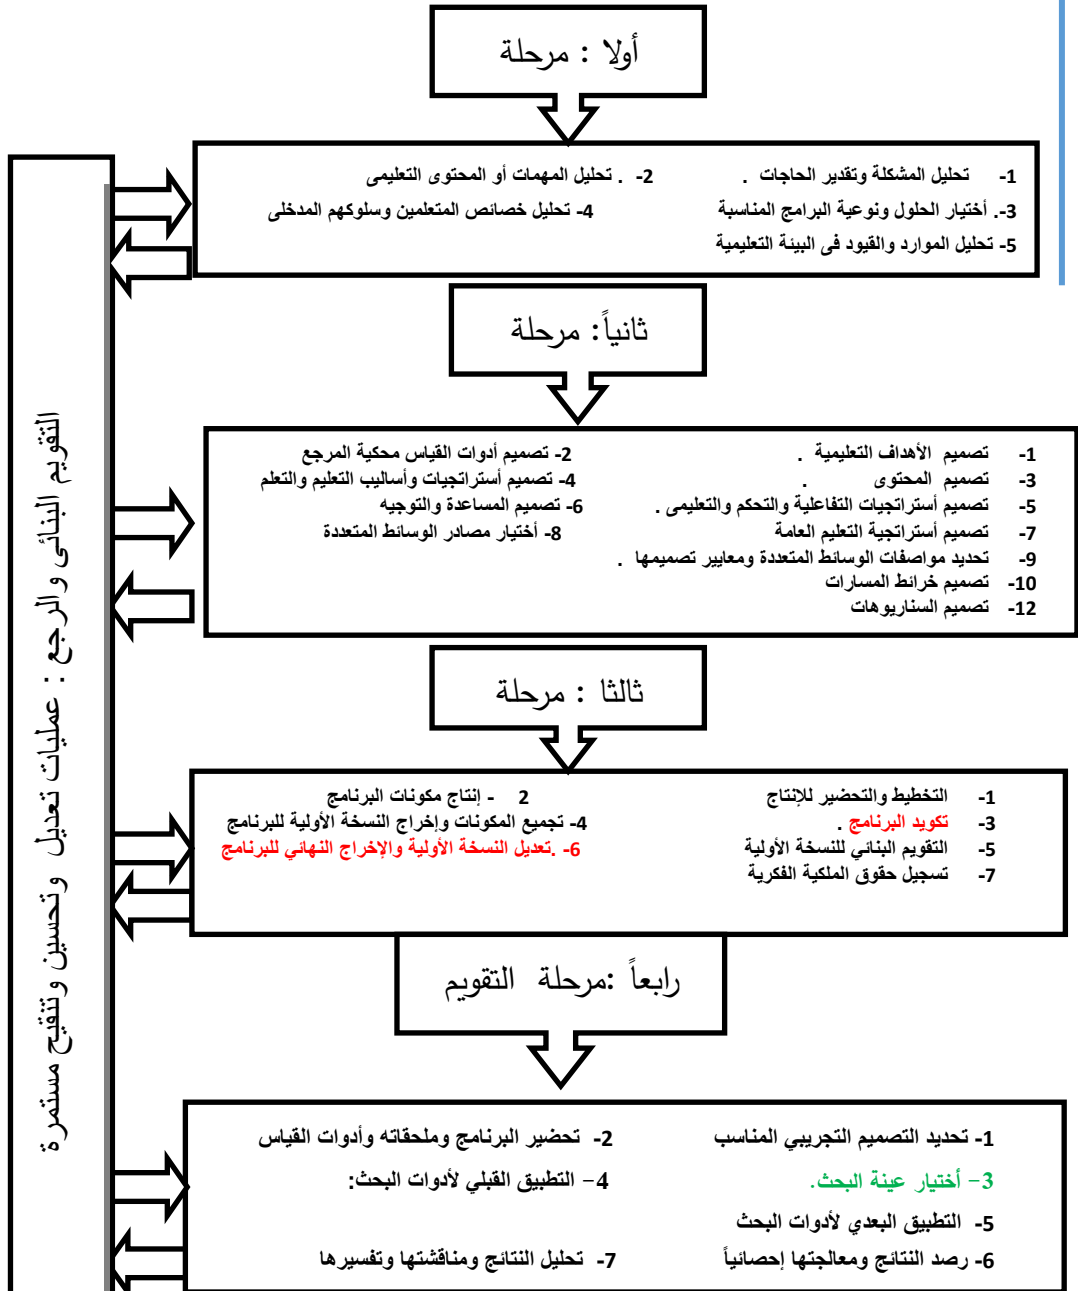 أولا : مرحلة
1- تحليل المشكلة وتقدير الحاجات .
2- . تحليل المهمات أو المحتوى التعليمى
3-. أختيار الحلول ونوعية البرامج المناسبة
4- تحليل خصائص المتعلمين وسلوكهم المدخلى
5- تحليل الموارد والقيود فى البيئة التعليمية
ثانياً: مرحلة
1- تصميم الأهداف التعليمية .
2- تصميم أدوات القياس محكية المرجع
3- تصميم المحتوى .
4- تصميم أستراتجيات وأساليب التعليم والتعلم
5- تصميم أستراتجيات التفاعلية والتحكم والتعليمى .
6- تصميم المساعدة والتوجيه
7- تصميم أستراتجية التعليم العامة
8- أختيار مصادر الوسائط المتعددة
9- تحديد مواصفات الوسائط المتعددة ومعايير تصميمها .
10- تصميم خرائط المسارات
12- تصميم السناريوهات
ثالثا : مرحلة
1- التخطيط والتحضير للإنتاج
2 - إنتاج مكونات البرنامج
3- تكويد البرنامج .
4- تجميع المكونات وإخراج النسخة الأولية للبرنامج
5- التقويم البنائي للنسخة الأولية
6- .تعديل النسخة الأولية والإخراج النهائي للبرنامج
7- تسجيل حقوق الملكية الفكرية
رابعاً :مرحلة التقويم
1- تحديد التصميم التجريبي المناسب
2- تحضير البرنامج وملحقاته وأدوات القياس
3- أختيار عينة البحث.
4- التطبيق القبلي لأدوات البحث:
5- التطبيق البعدي لأدوات البحث
6- رصد النتائج ومعالجتها إحصائياً
7- تحليل النتائج ومناقشتها وتفسيرها
التقويم البنائى والرجع : عمليات تعديل وتحسين وتنقيح مستمرة